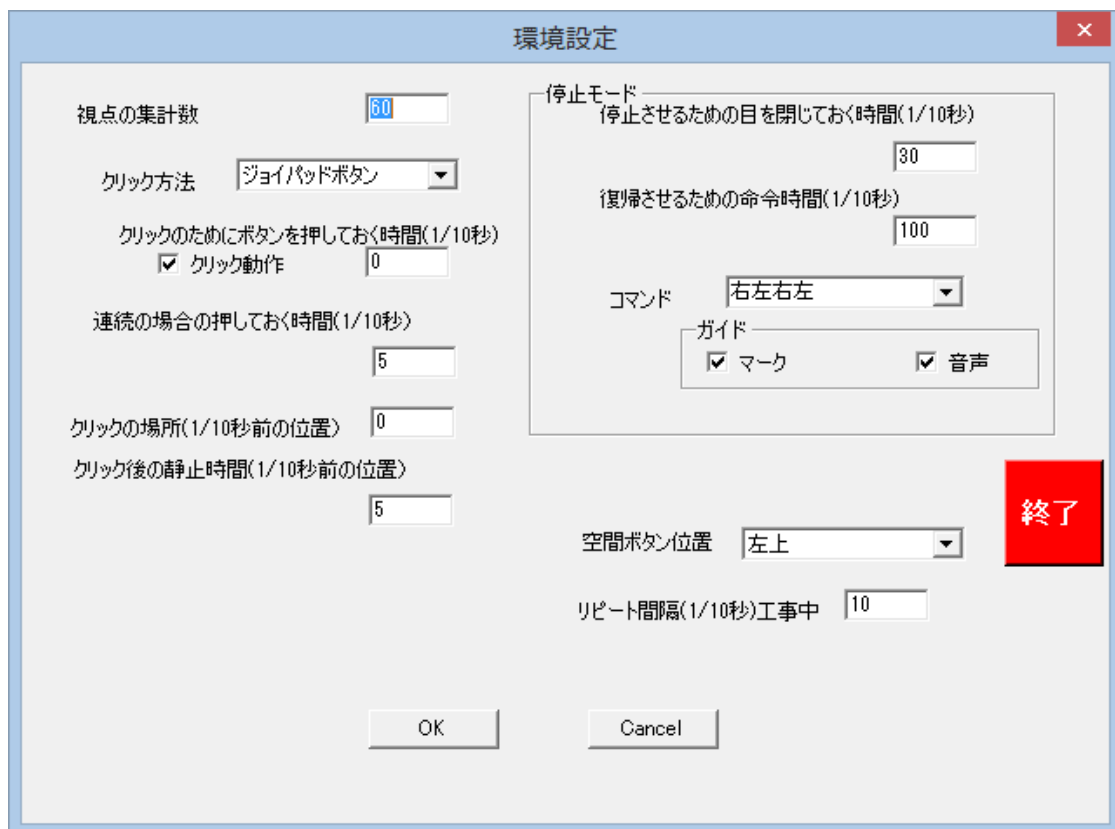 環境設定
視点の集計数
60
クリック方法
ジョイパッドボタン
クリックのためにボタンを押しておく時間(1/10秒)
クリック動作
0
連続の場合の押しておく時間(1/10秒)
5
クリックの場所(1/10秒前の位置)
0
クリック後の静止時間(1/10秒前の位置)
5
停止モード
停止させるための目を閉じておく時間(1/10秒)
30
復帰させるための命令時間(1/10秒)
100
コマンド
右左右左
ガイド
マーク
音声
終了
空間ボタン位置
左上
リピート間隔(1/10秒)工事中
10
OK
Cancel